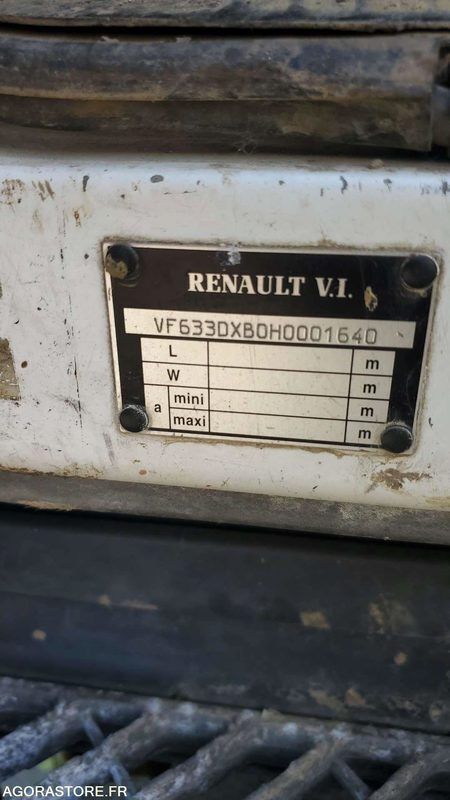 RENAULT V.I.
VF633DXB0H0001640
L m
W m
a mini m
maxi m
AGORASTORE.FR